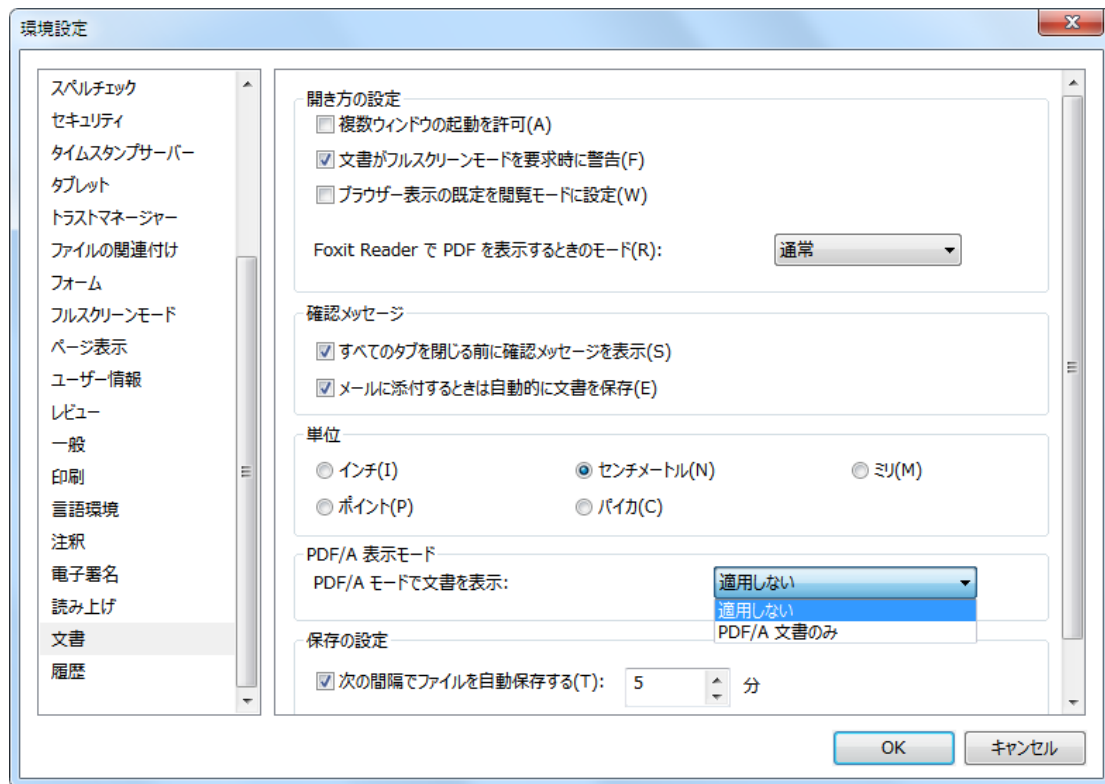 環境設定
スペルチェック
セキュリティ
タイムスタンプサーバー
タブレット
トラストマネージャー
ファイルの関連付け
フォーム
フルスクリーンモード
ページ表示
ユーザー情報
レビュー
一般
印刷
言語環境
注釈
電子署名
読み上げ
文書
履歴
開き方の設定
複数ウィンドウの起動を許可(A)
文書がフルスクリーンモードを要求時に警告(F)
ブラウザー表示の既定を閲覧モードに設定(W)
Foxit Reader で PDF を表示するときのモード(R): 通常
確認メッセージ
すべてのタブを閉じる前に確認メッセージを表示(S)
メールに添付するときは自動的に文書を保存(E)
単位
インチ(I) センチメートル(N) ミリ(M)
ポイント(P) パイカ(C)
PDF/A 表示モード
PDF/A モードで文書を表示: 適用しない
適用しない
PDF/A 文書のみ
保存の設定
次の間隔でファイルを自動保存する(T): 5 分
OK キャンセル